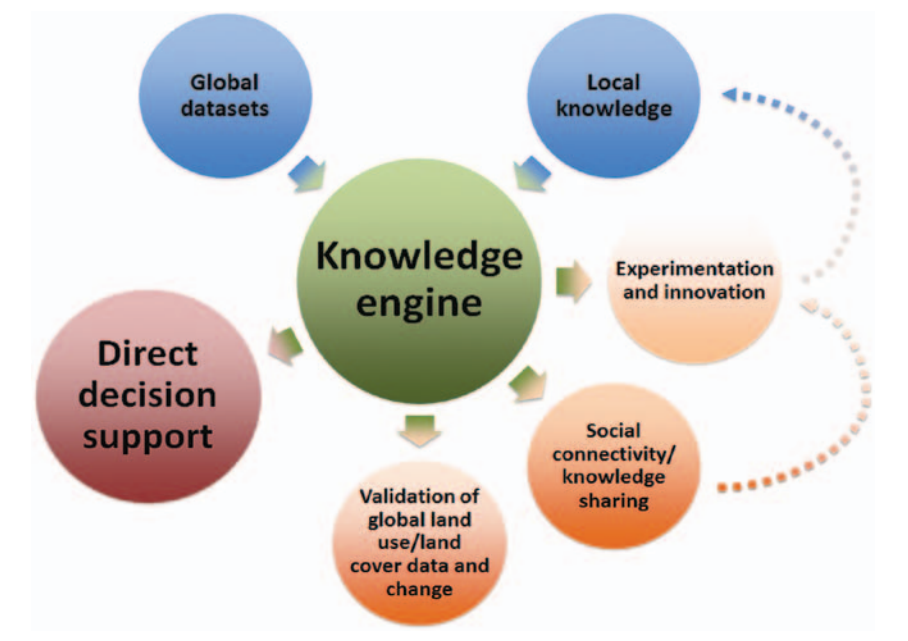 Global
datasets
Local
knowledge
Knowledge
engine
Experimentation
and innovation
Direct
decision
support
Social
connectivity/
knowledge
sharing
Validation of
global land
use/land
cover data and
change